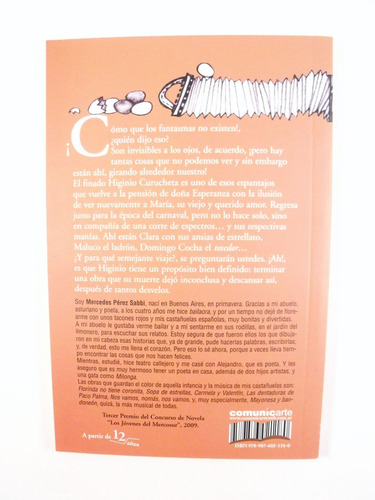 ¡Cómo que los fantasmas no existen!,
¿quién dijo eso?
Son invisibles a los ojos, de acuerdo, ¡pero hay
tantas cosas que no podemos ver y sin embargo
están ahí, girando alrededor nuestro!
El finado Higinio Curucheta es uno de esos espantajos
que vuelve a la pensión de doña Esperanza con la ilusión
de ver nuevamente a María, su viejo y querido amor. Regresa
justo para la época del carnaval, pero no lo hace solo, sino
en compañía de una corte de espectros… y sus respectivas
manías. Ahí están Clara con sus ansias de estrellato,
Maluco el ladrón, Domingo Cocha el
¿Y para qué semejante viaje?, se preguntarán ustedes. ¡Ah!,
es que Higinio tiene un propósito bien definido: terminar
una obra que su muerte dejó inconclusa y descansar así,
después de tantos desvelos.
Soy Mercedes Pérez Sabbi, nací en Buenos Aires, en primavera. Gracias a mi abuelo,
asturiano y poeta, a los cuatro años me hice bailaora, y por un tiempo no dejé de florearme
con unos tacones rojos y mis castañuelas españolas, muy bonitas y divertidas.
A mi abuelo le gustaba verme bailar y a mí sentarme en sus rodillas, en el jardín del
limonero, para escuchar sus relatos. Estoy segura de que fueron ellos los que dibujaron
en mi cabeza esas historias que, ya de grande, pude hacerlas palabras, escribirlas;
y, de verdad, esto me llena el corazón. Pero eso lo sé ahora, porque a veces lleva tiempo
encontrar las cosas que nos hacen felices.
Mientras, estudié, hice teatro callejero y me casé con Alejandro, que es poeta. Y les
aseguro que es muy hermoso tener un poeta en casa, además de dos hijos artistas, y
una gata como Milonga.
Las obras que guardan el color de aquella infancia y la música de mis castañuelas son:
Florinda no tiene coronita, Sopa de estrellas, Carmela y Valentín, Las dentaduras de
Paco Palma, Nos vamos, nomás, nos vamos, y, muy especialmente, Mayonesa y bandoneón,
quizá, la más musical de todas.
Tercer Premio del Concurso de Novela
"Los Jóvenes del Mercosur", 2009.
A partir de 12 años
comunicarte